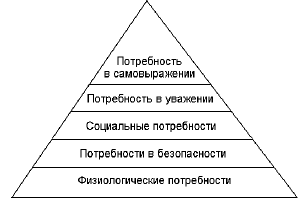 Потребность
в самовыражении
Потребность в уважении
Социальные потребности
Потребности в безопасности
Физиологические потребности